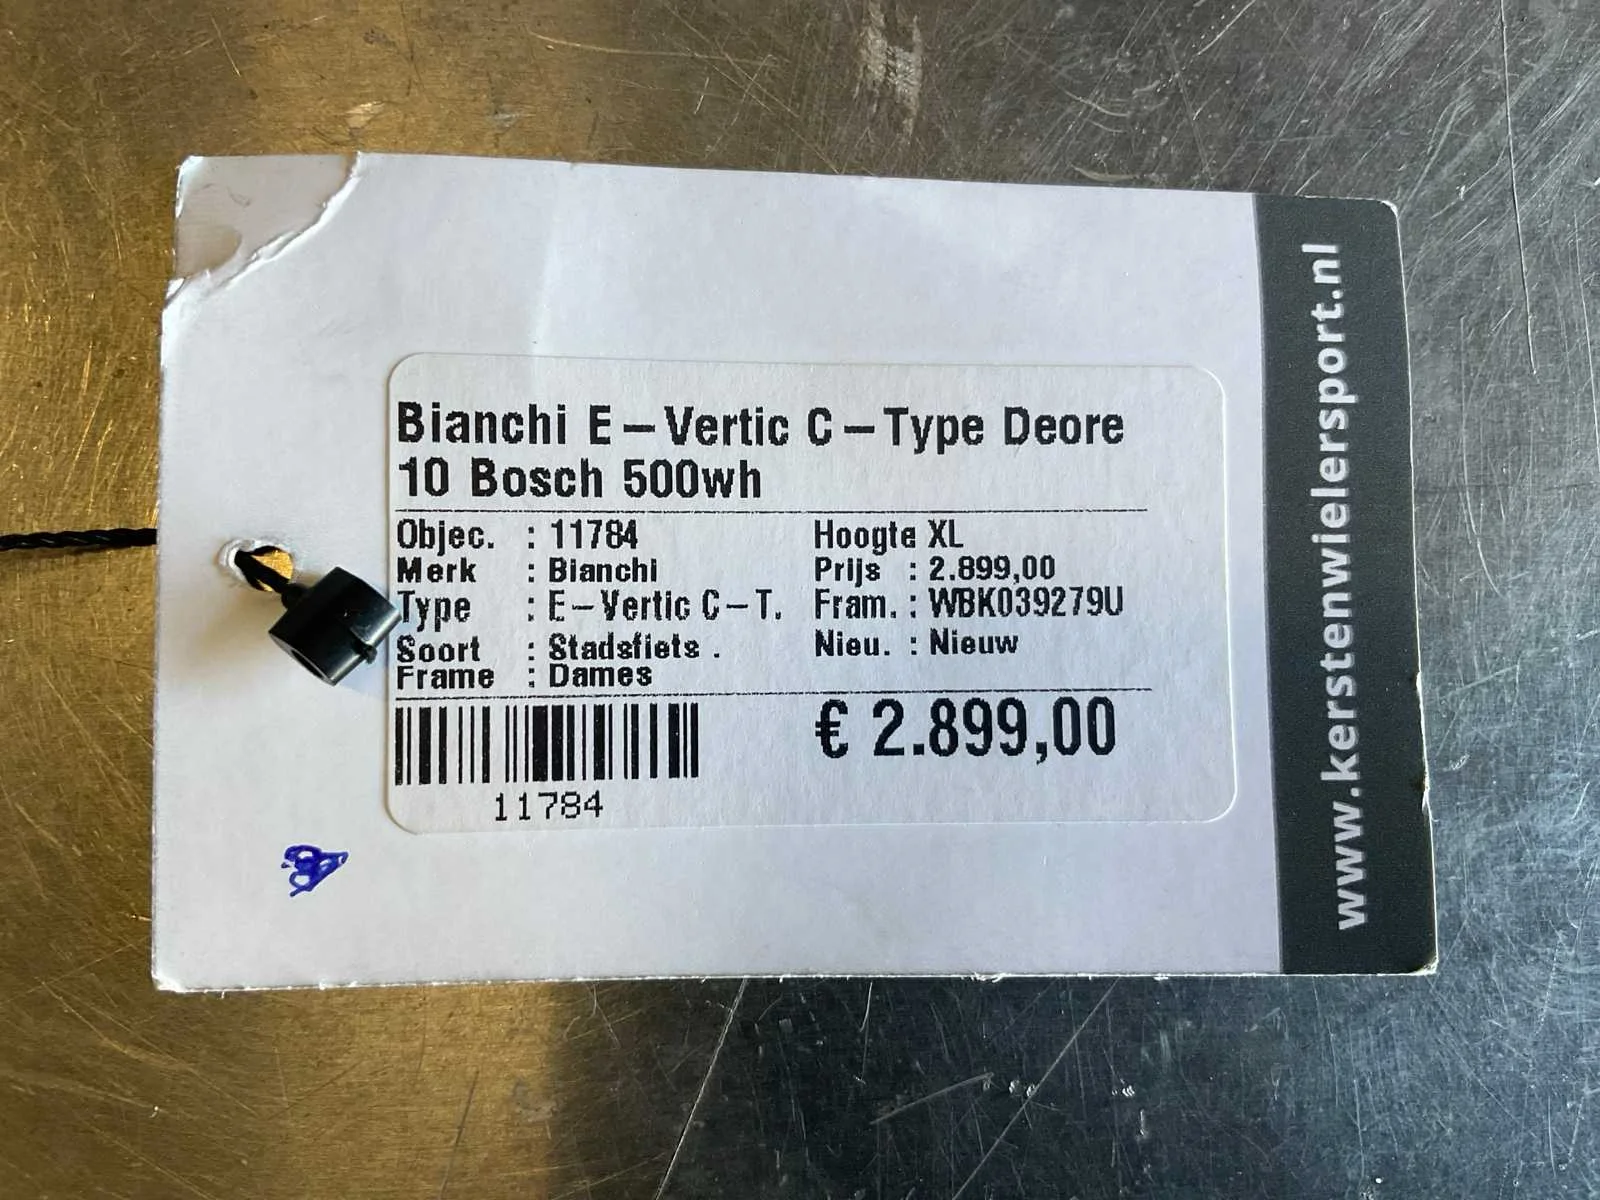 Bianchi E-Vertic C-Type Deore
10 Bosch 500wh
Objec. : 11784 Hoogte XL
Merk : Bianchi Prijs : 2.899,00
Type : E-Vertic C-T. Fram. : WBK039279U
Soort : Stadsfiets . Nieu. : Nieuw
Frame : Dames
€ 2.899,00
11784
www.kerstenwielersport.nl